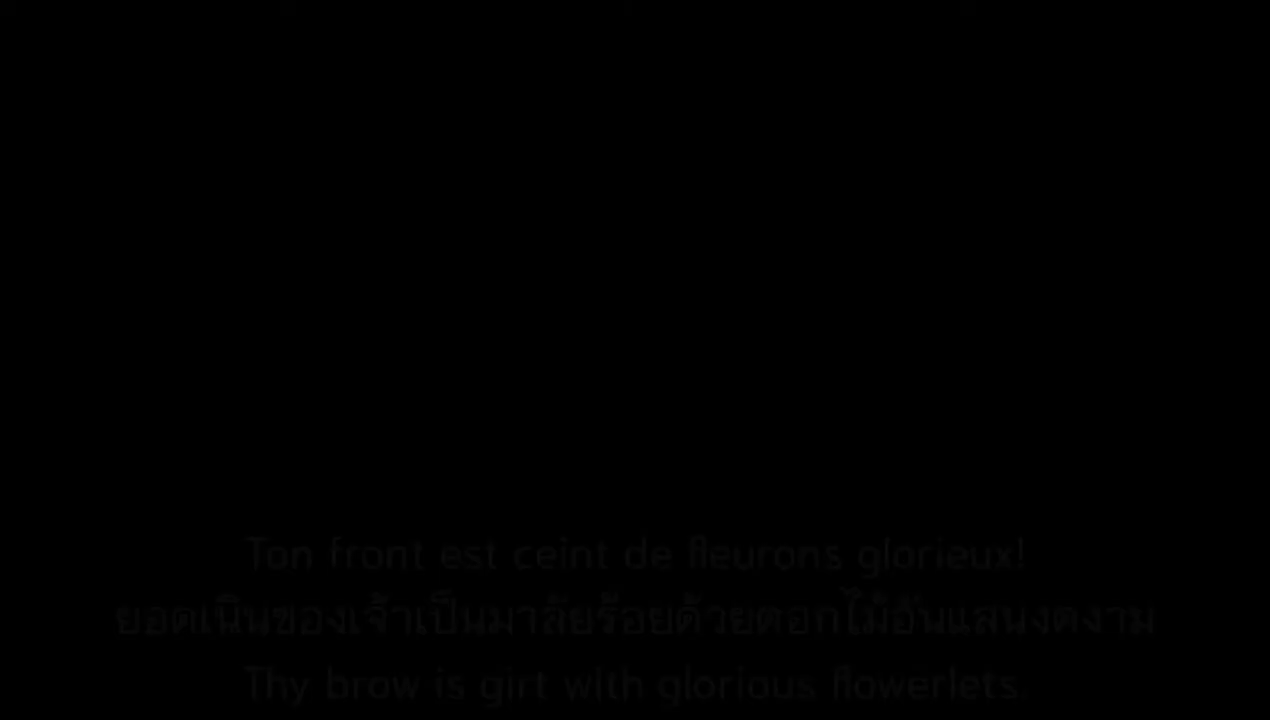 Ton front est ceint de fleurons glorieux!
ยอดเนินของเจ้าเป็นมาลัยร้อยด้วยดอกไม้อันแสนงดงาม
Thy brow is girt with glorious flowerlets.